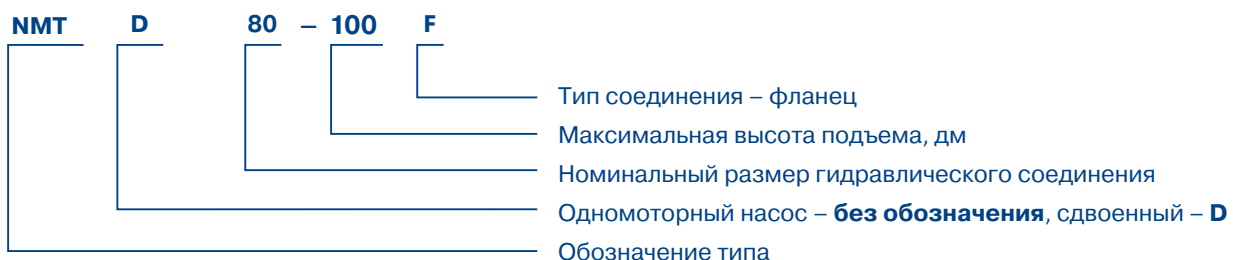 NMT D 80 – 100 F
Тип соединения – фланец
Максимальная высота подъема, дм
Номинальный размер гидравлического соединения
Одномоторный насос – без обозначения, сдвоенный – D
Обозначение типа